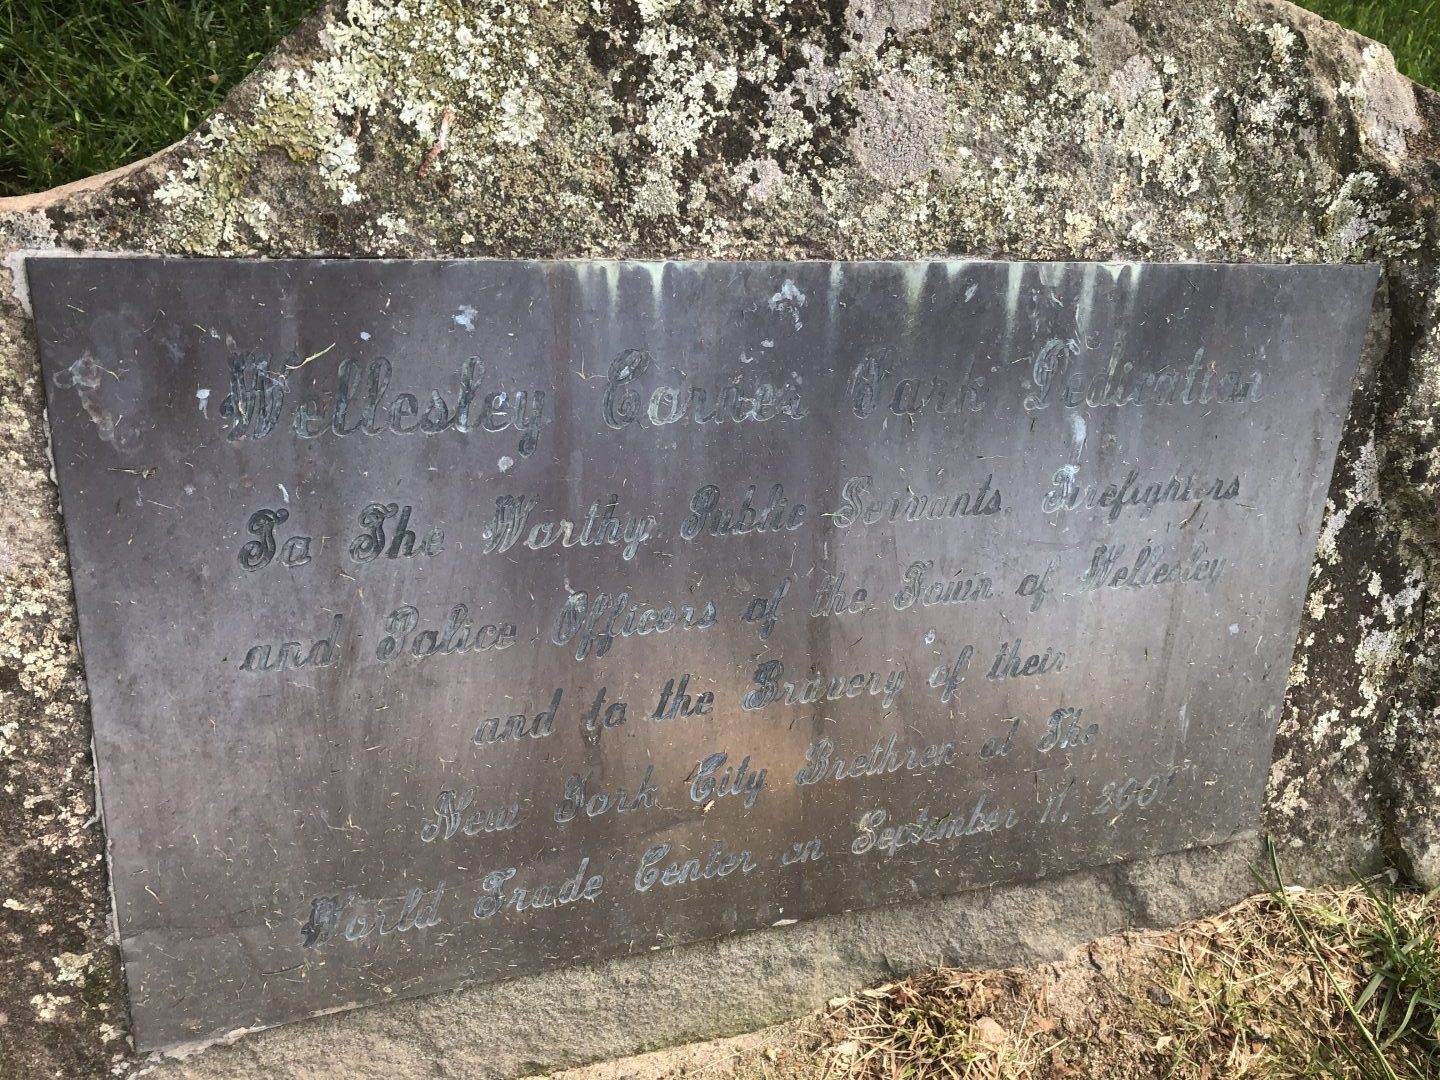 Wellesley Corner Park Dedication
To The Worthy Public Servants, Firefighters
and Police Officers of the Town of Wellesley
and to the Bravery of their
New York City Brethren at The
World Trade Center on September 11, 2001